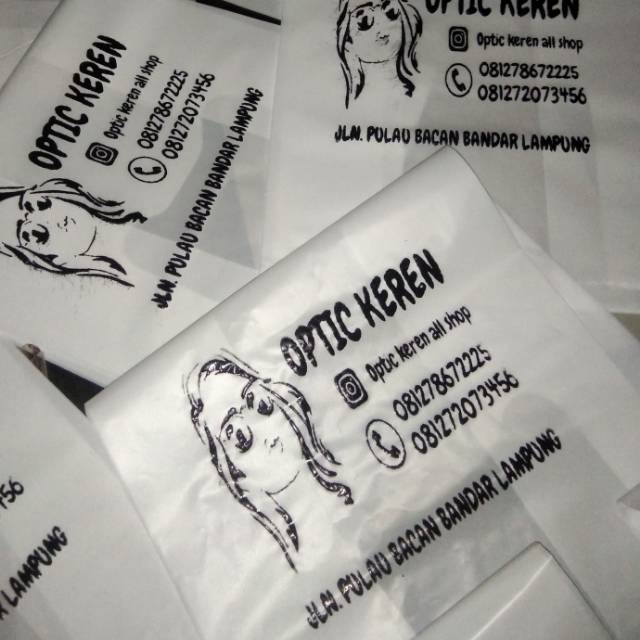 OPTIC KEREN
Optic keren all shop
081278672225
081272073456
JLN. PULAU BACAN BANDAR LAMPUNG
OPTIC KEREN
Optic keren all shop
081278672225
081272073456
JLN. PULAU BACAN BANDAR LAMPUNG
OPTIC KEREN
Optic keren all shop
081278672225
081272073456
JLN. PULAU BACAN BANDAR LAMPUNG
56
LAMPUNG